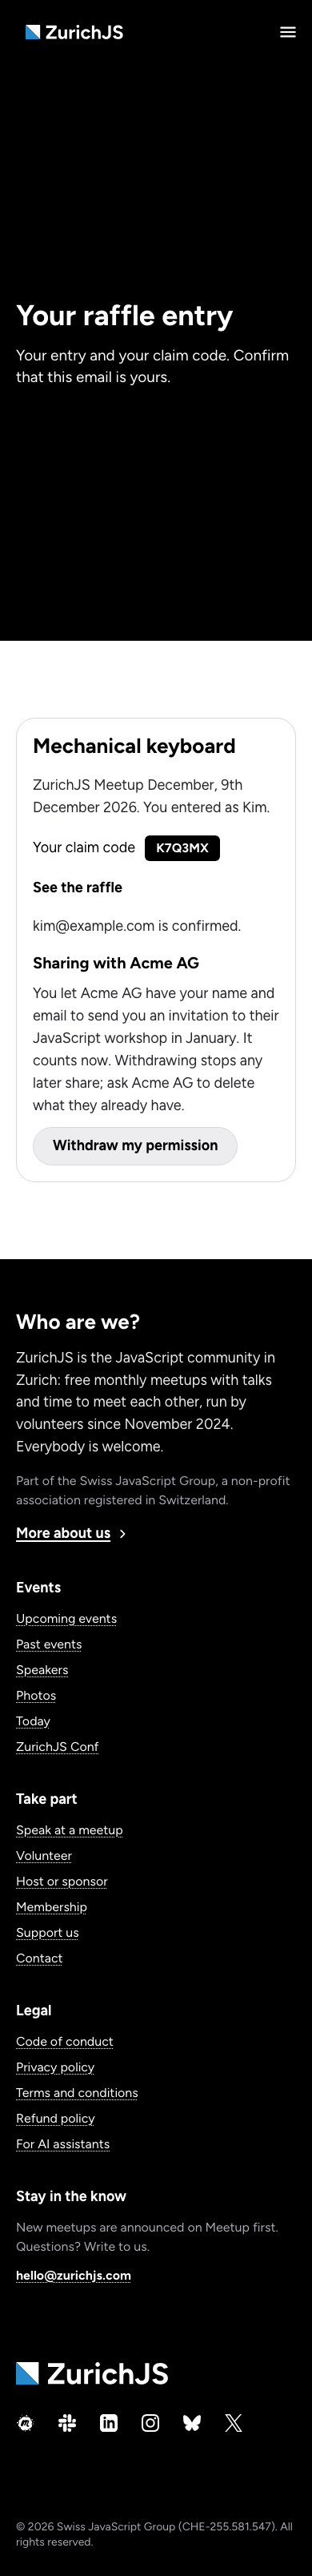 ZurichJS
Your raffle entry
Your entry and your claim code. Confirm
that this email is yours.
Mechanical keyboard
ZurichJS Meetup December, 9th
December 2026. You entered as Kim.
Your claim code K7Q3MX
See the raffle
kim@example.com is confirmed.
Sharing with Acme AG
You let Acme AG have your name and
email to send you an invitation to their
JavaScript workshop in January. It
counts now. Withdrawing stops any
later share; ask Acme AG to delete
what they already have.
Withdraw my permission
Who are we?
ZurichJS is the JavaScript community in
Zurich: free monthly meetups with talks
and time to meet each other, run by
volunteers since November 2024.
Everybody is welcome.
Part of the Swiss JavaScript Group, a non-profit
association registered in Switzerland.
More about us
Events
Upcoming events
Past events
Speakers
Photos
Today
ZurichJS Conf
Take part
Speak at a meetup
Volunteer
Host or sponsor
Membership
Support us
Contact
Legal
Code of conduct
Privacy policy
Terms and conditions
Refund policy
For AI assistants
Stay in the know
New meetups are announced on Meetup first.
Questions? Write to us.
hello@zurichjs.com
ZurichJS
© 2026 Swiss JavaScript Group (CHE-255.581.547). All
rights reserved.